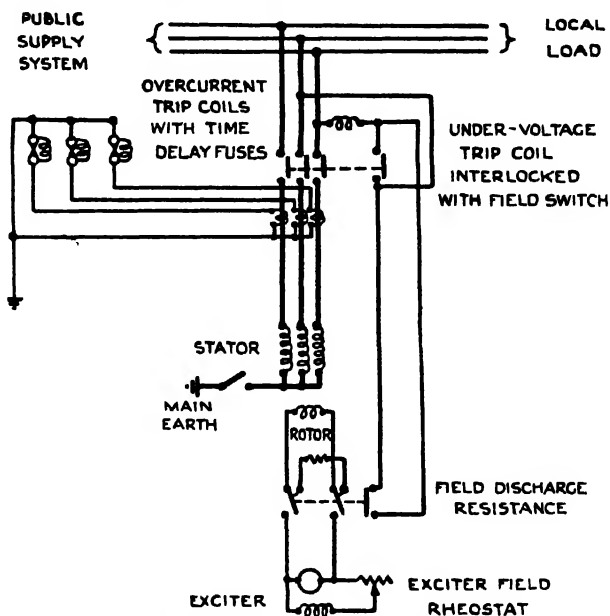 PUBLIC
SUPPLY
SYSTEM
LOCAL
LOAD
OVERCURRENT
TRIP COILS
WITH TIME
DELAY FUSES
UNDER-VOLTAGE
TRIP COIL
INTERLOCKED
WITH FIELD SWITCH
STATOR
MAIN
EARTH
ROTOR
FIELD DISCHARGE
RESISTANCE
EXCITER
EXCITER FIELD
RHEOSTAT